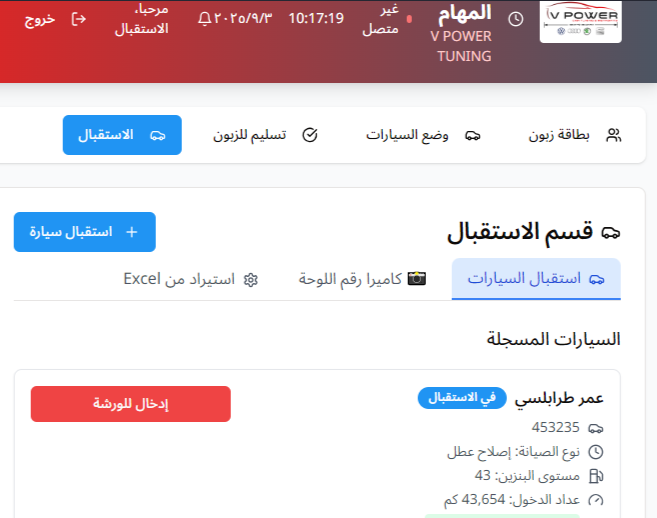 V POWER
المهام
V POWER
TUNING
غير
متصل
10:17:19
٢٠٢٥/٩/٣
مرحبا،
الاستقبال
خروج
بطاقة زبون
وضع السيارات
تسليم للزبون
الاستقبال
قسم الاستقبال
استقبال سيارة
استقبال السيارات
كاميرا رقم اللوحة
استيراد من Excel
السيارات المسجلة
عمر طرابلسي
في الاستقبال
إدخال للورشة
453235
نوع الصيانة: إصلاح عطل
مستوى البنزين: 43
عداد الدخول: 43,654 كم